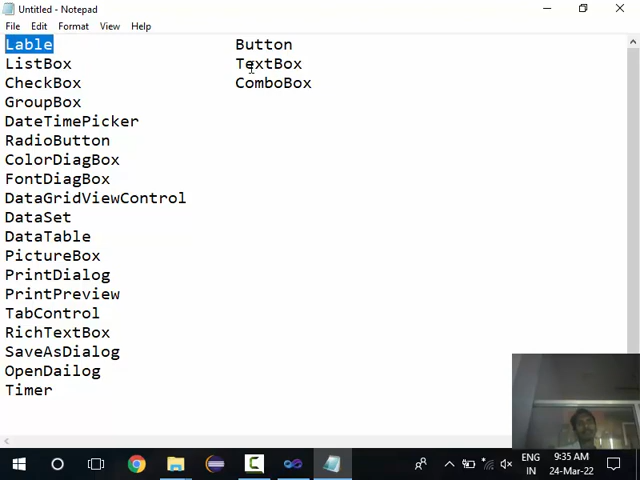 Untitled - Notepad
File Edit Format View Help
Lable Button
ListBox TextBox
CheckBox ComboBox
GroupBox
DateTimePicker
RadioButton
ColorDiagBox
FontDiagBox
DataGridViewControl
DataSet
DataTable
PictureBox
PrintDialog
PrintPreview
TabControl
RichTextBox
SaveAsDialog
OpenDailog
Timer
ENG 9:35 AM
IN 24-Mar-22